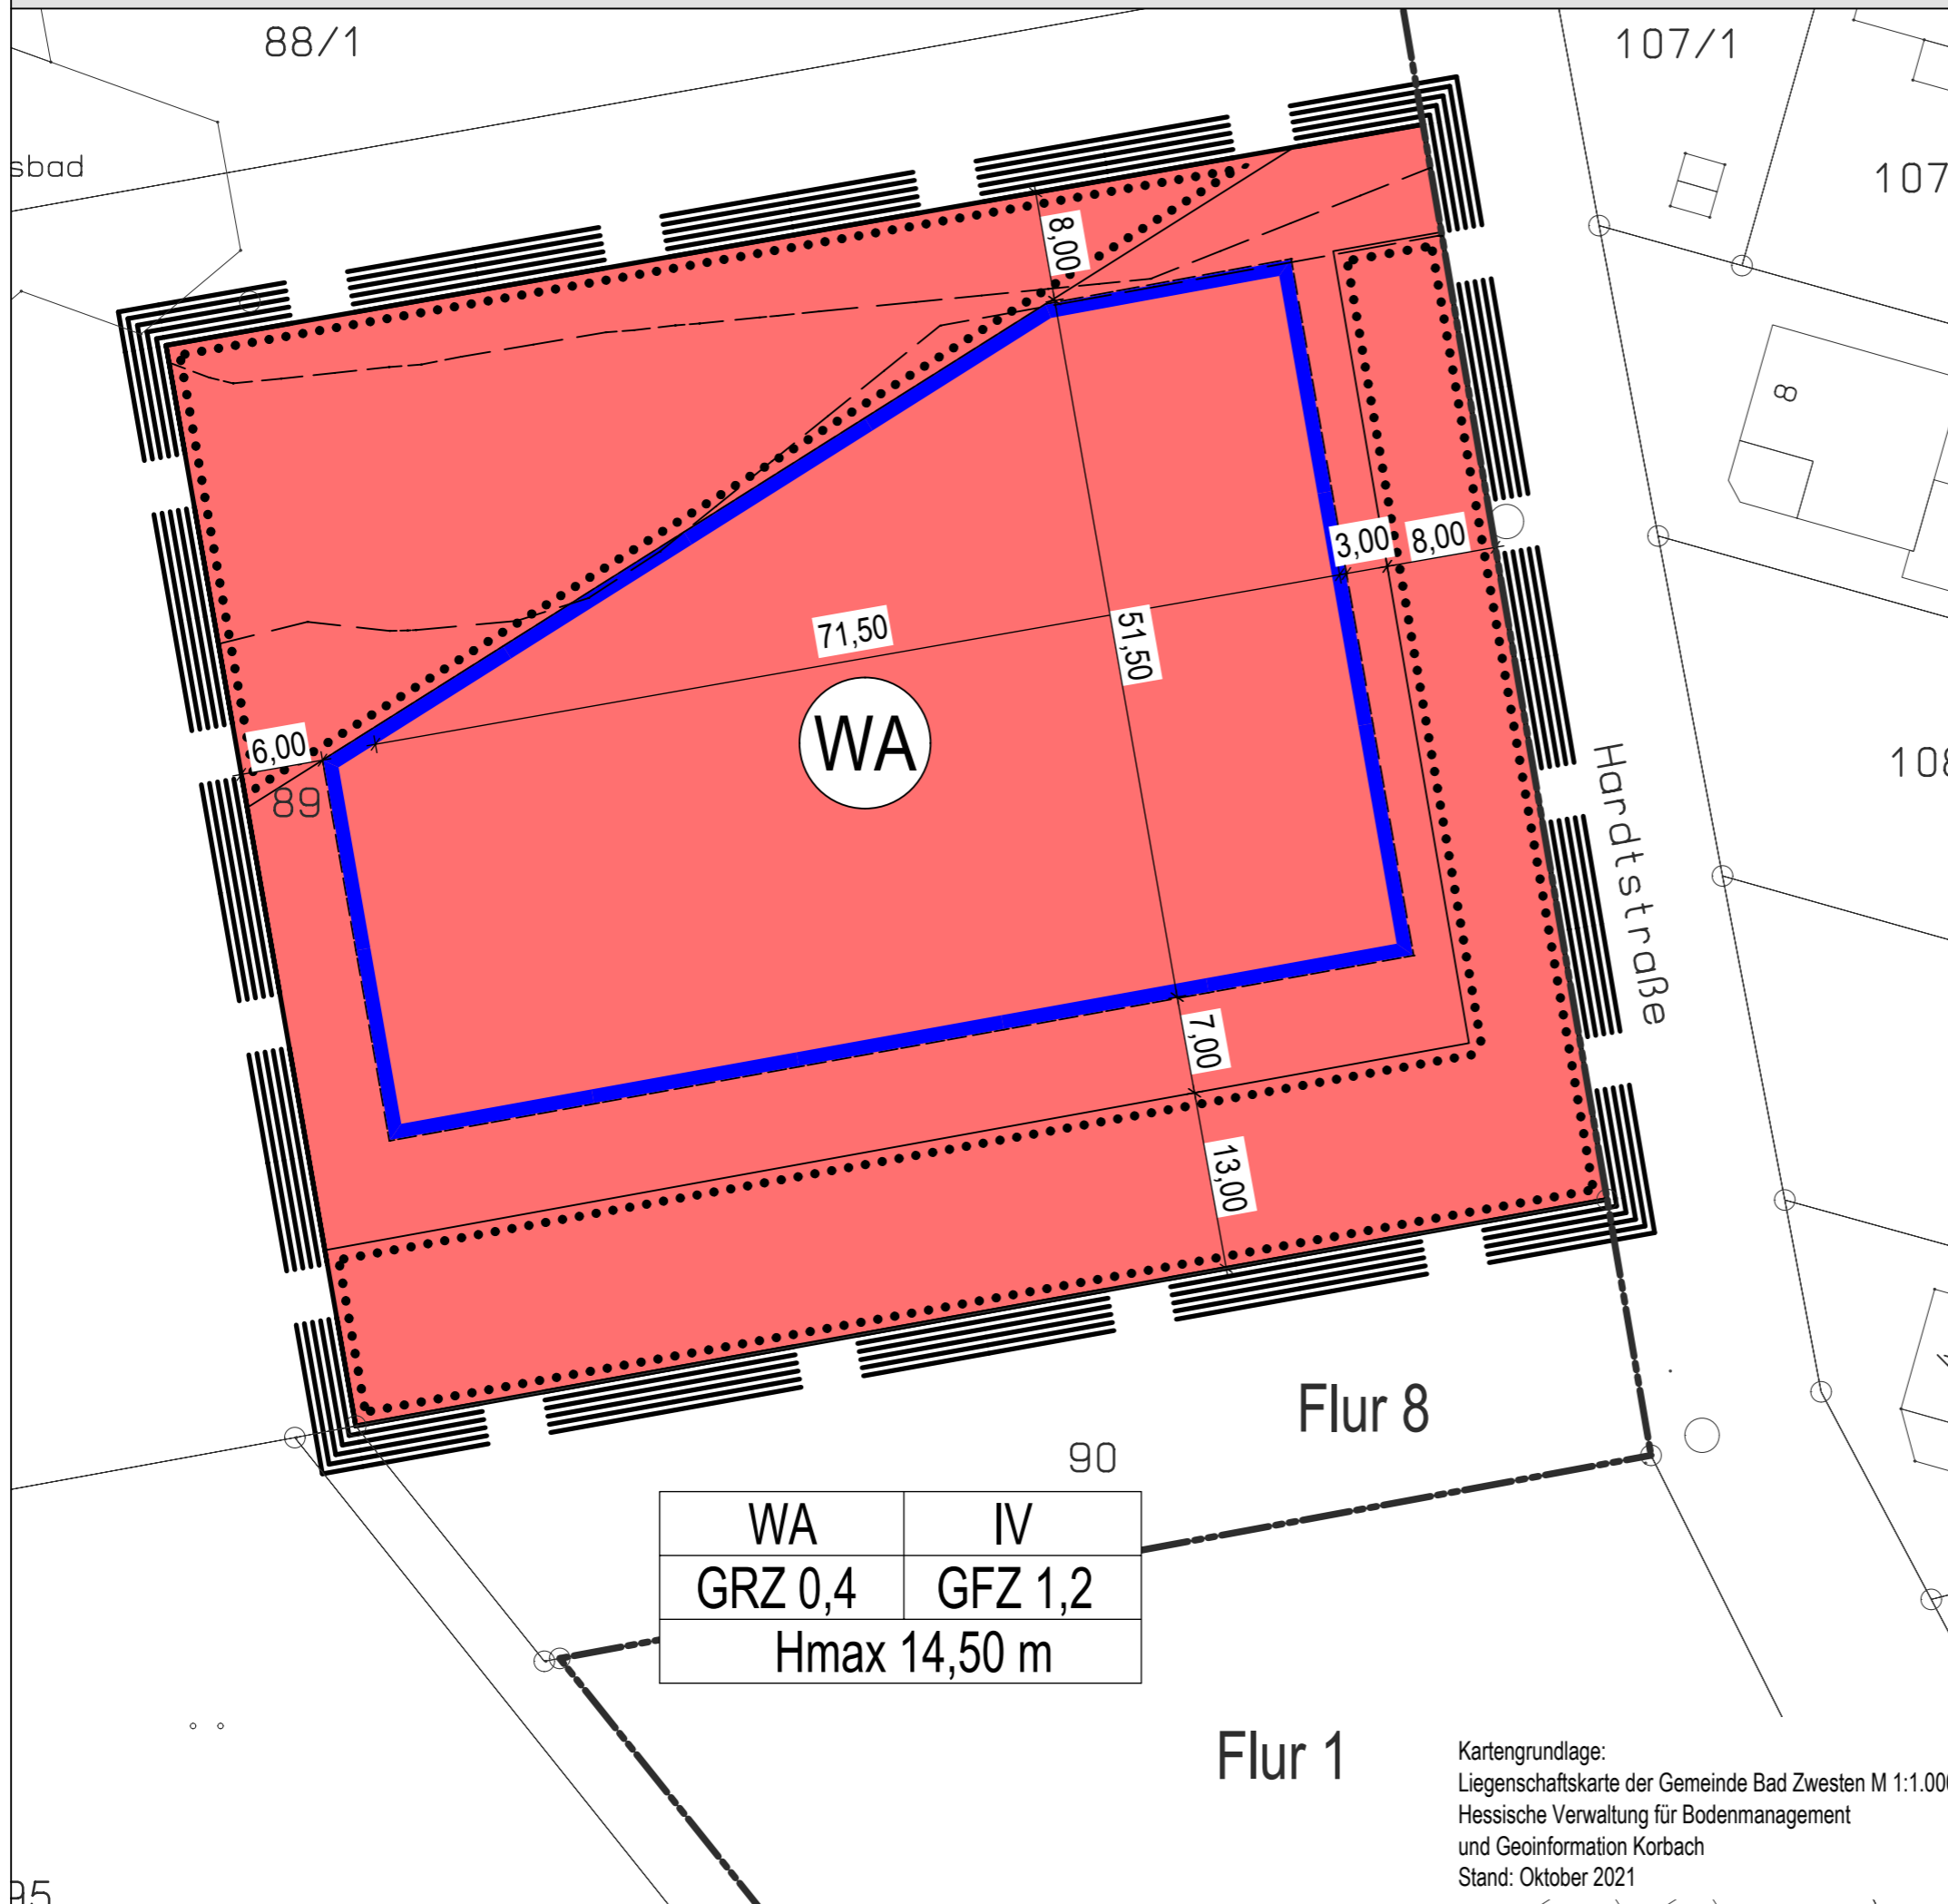 88/1
107/1
sbad
107
8,00
8
3,00
8,00
71,50
51,50
WA
6,00
89
108
Hardtstraße
7,00
13,00
Flur 8
90
WA IV
GRZ 0,4 GFZ 1,2
Hmax 14,50 m
Flur 1
Kartengrundlage:
Liegenschaftskarte der Gemeinde Bad Zwesten M 1:1.000
Hessische Verwaltung für Bodenmanagement
und Geoinformation Korbach
Stand: Oktober 2021
95